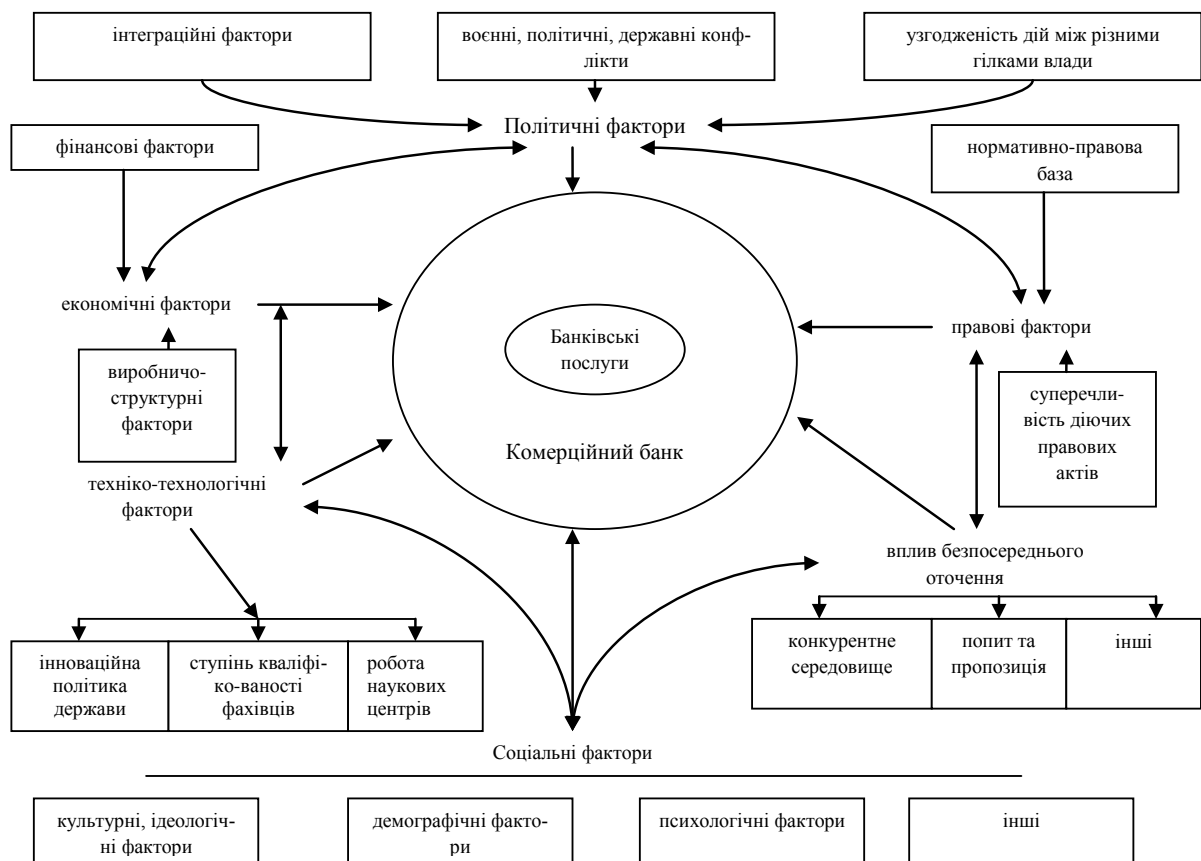 інтеграційні фактори
воєнні, політичні, державні конф-
лікти
узгодженість дій між різними
гілками влади
Політичні фактори
фінансові фактори
нормативно-правова
база
економічні фактори
правові фактори
Банківські
послуги
виробничо-
структурні
фактори
суперечли-
вість діючих
правових
актів
Комерційний банк
техніко-технологічні
фактори
вплив безпосереднього
оточення
конкурентне
середовище
попит та
пропозиція
інші
інноваційна
політика
держави
ступінь кваліфі-
ко-ваності
фахівців
робота
наукових
центрів
Соціальні фактори
культурні, ідеологіч-
ні фактори
демографічні факто-
ри
психологічні фактори
інші